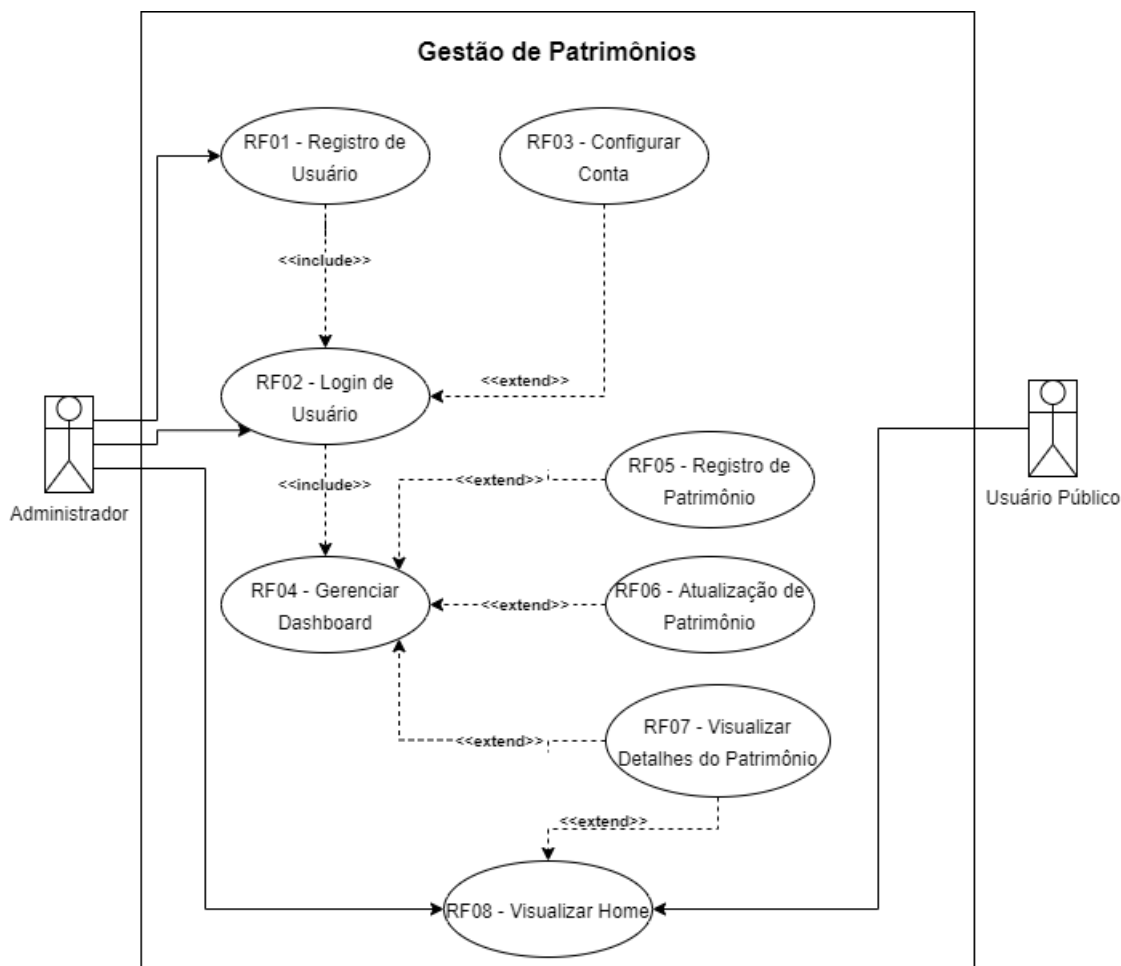 Gestão de Patrimônios
RF01 - Registro de
Usuário
RF03 - Configurar
Conta
<<include>>
RF02 - Login de
Usuário
<<extend>>
Administrador
Usuário Público
<<include>>
<<extend>>
RF05 - Registro de
Patrimônio
RF04 - Gerenciar
Dashboard
<<extend>>
RF06 - Atualização de
Patrimônio
<<extend>>
RF07 - Visualizar
Detalhes do Patrimônio
<<extend>>
RF08 - Visualizar Home